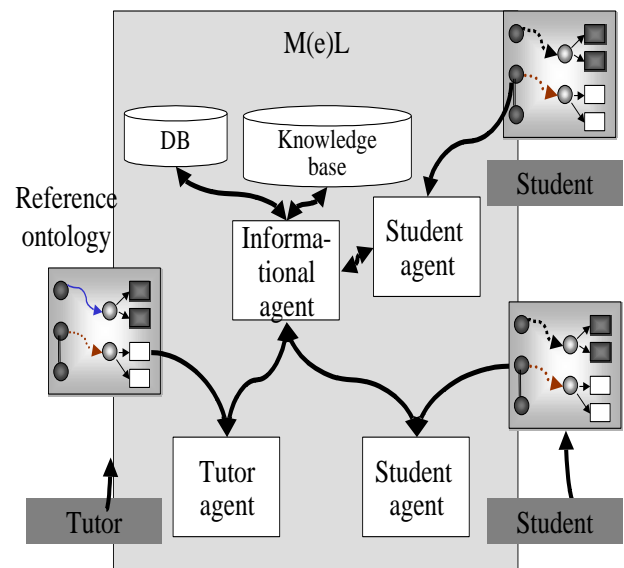 M(e)L
DB
Knowledge
base
Student
Reference
ontology
Informa-
tional
agent
Student
agent
Tutor
agent
Student
agent
Tutor
Student